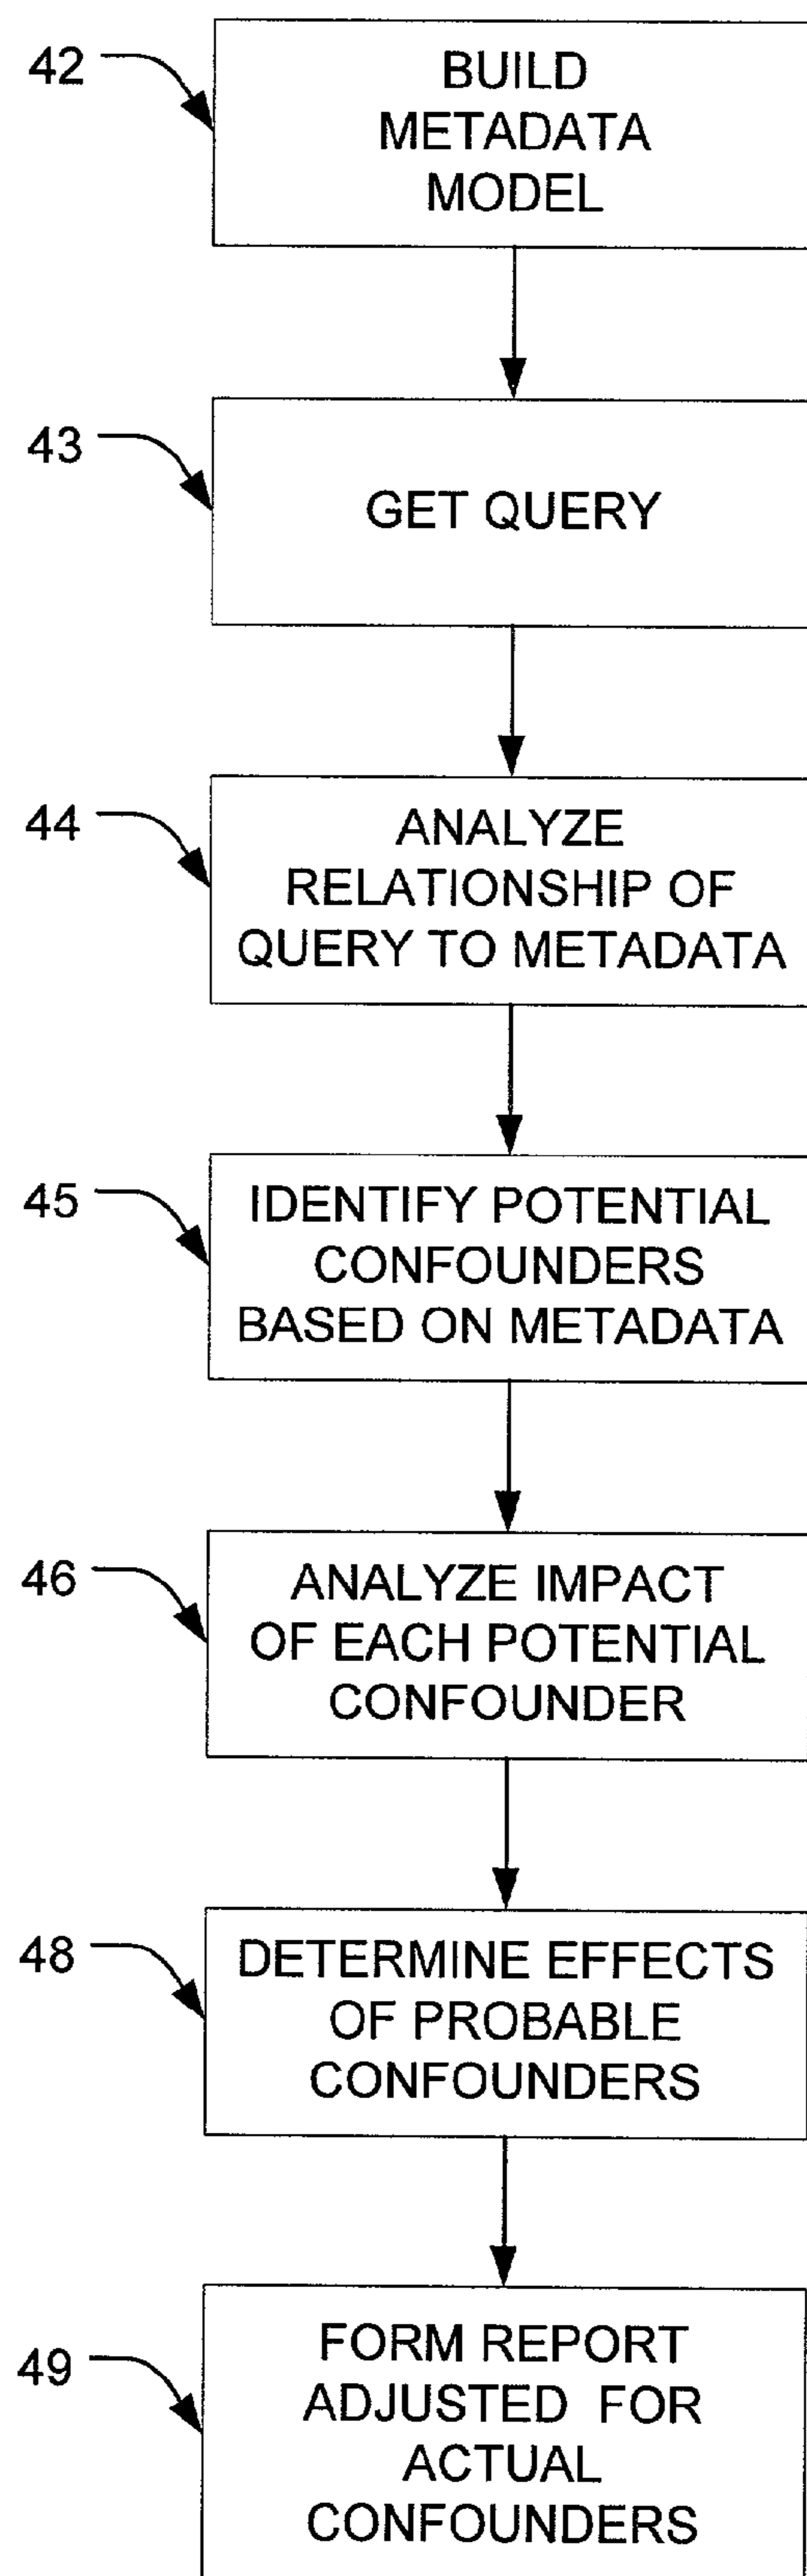 42
BUILD
METADATA
MODEL
43
GET QUERY
44
ANALYZE
RELATIONSHIP OF
QUERY TO METADATA
45
IDENTIFY POTENTIAL
CONFOUNDERS
BASED ON METADATA
46
ANALYZE IMPACT
OF EACH POTENTIAL
CONFOUNDER
48
DETERMINE EFFECTS
OF PROBABLE
CONFOUNDERS
49
FORM REPORT
ADJUSTED FOR
ACTUAL
CONFOUNDERS